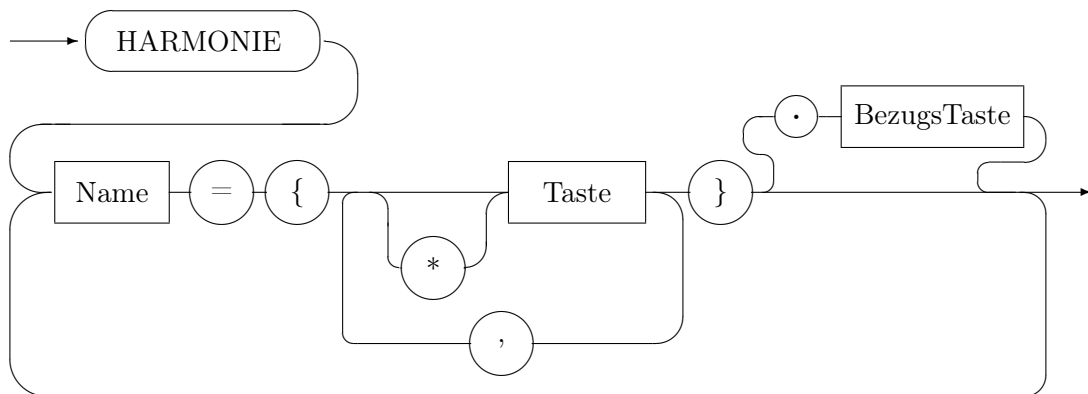 HARMONIE
. BezugsTaste
Name = { Taste }
*
,